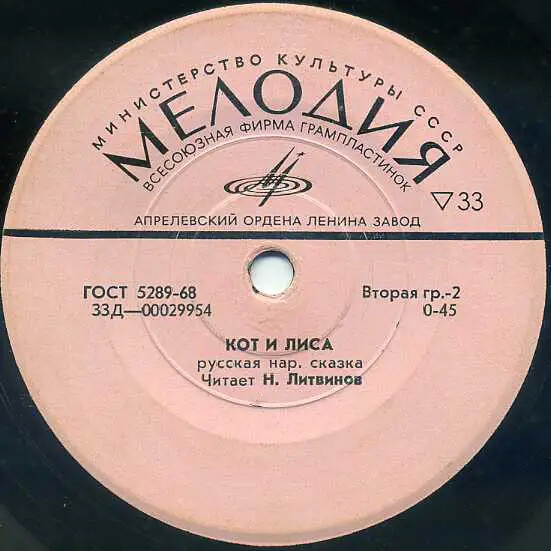 МИНИСТЕРСТВО КУЛЬТУРЫ СССР
МЕЛОДИЯ
ВСЕСОЮЗНАЯ ФИРМА ГРАМПЛАСТИНОК
▽33
АПРЕЛЕВСКИЙ ОРДЕНА ЛЕНИНА ЗАВОД
ГОСТ 5289-68 Вторая гр.-2
33Д—00029954 0-45
КОТ И ЛИСА
русская нар. сказка
Читает Н. Литвинов